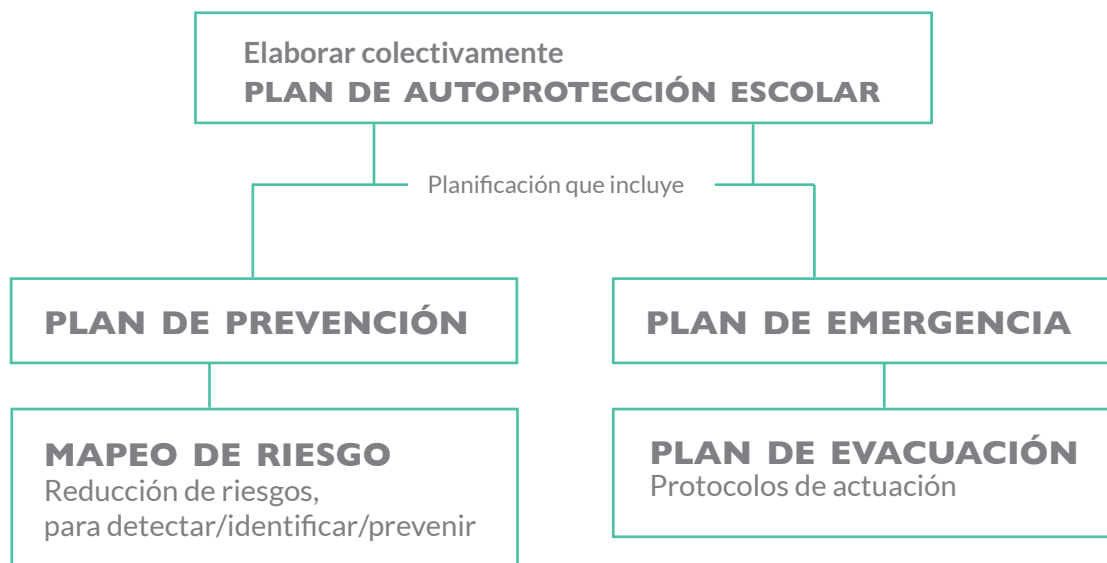 Elaborar colectivamente
PLAN DE AUTOPROTECCIÓN ESCOLAR
Planificación que incluye
PLAN DE PREVENCIÓN
PLAN DE EMERGENCIA
MAPEO DE RIESGO
Reducción de riesgos,
para detectar/identificar/prevenir
PLAN DE EVACUACIÓN
Protocolos de actuación